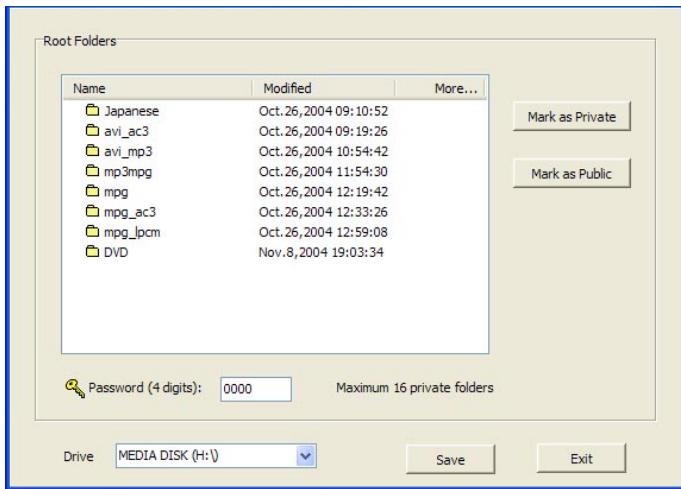 Root Folders
Name Modified More...
Japanese Oct.26,2004 09:10:52
avi_ac3 Oct.26,2004 09:19:26
avi_mp3 Oct.26,2004 10:54:42
mp3mpg Oct.26,2004 11:54:30
mpg Oct.26,2004 12:19:42
mpg_ac3 Oct.26,2004 12:33:26
mpg_lpcm Oct.26,2004 12:59:08
DVD Nov.8,2004 19:03:34
Mark as Private
Mark as Public
Password (4 digits): 0000 Maximum 16 private folders
Drive MEDIA DISK (H:\) Save Exit